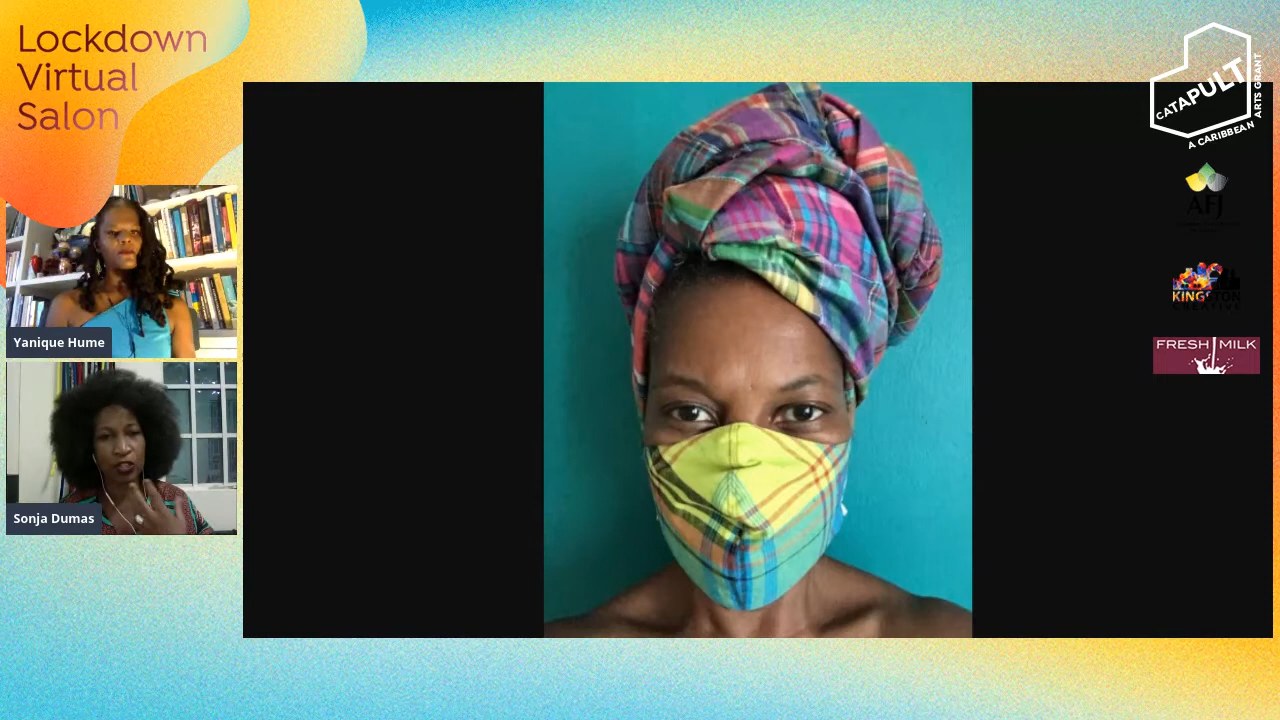 Lockdown
Virtual
Salon
CATAPULT
A CARIBBEAN
ARTS GRANT
AFJ
KINGSTON
CREATIVE
FRESH MILK
Yanique Hume
Sonja Dumas